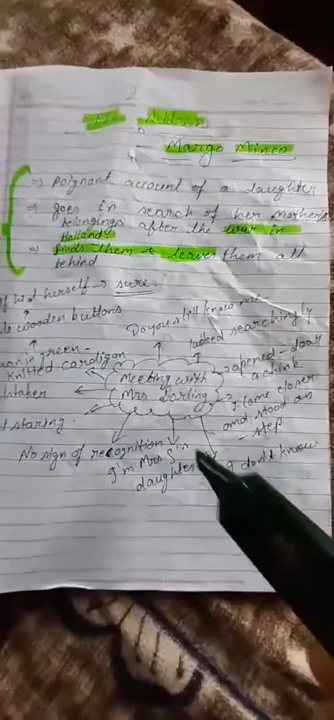 The Address
Marga Minco
⇒ Poignant account of a daughter
⇒ goes in search of her mother's
belongings after the war in
Holland
⇒ Finds them & leaves them all
behind
herself → sure.
wooden buttons
Do you still know me
looked searchingly
in green
knitted cardigan
opened door
a chink
Meeting with
Mrs Dorling
I came closer
and stood on
step
staring
No sign of recognition
I'm Mrs S's
daughter
I don't know